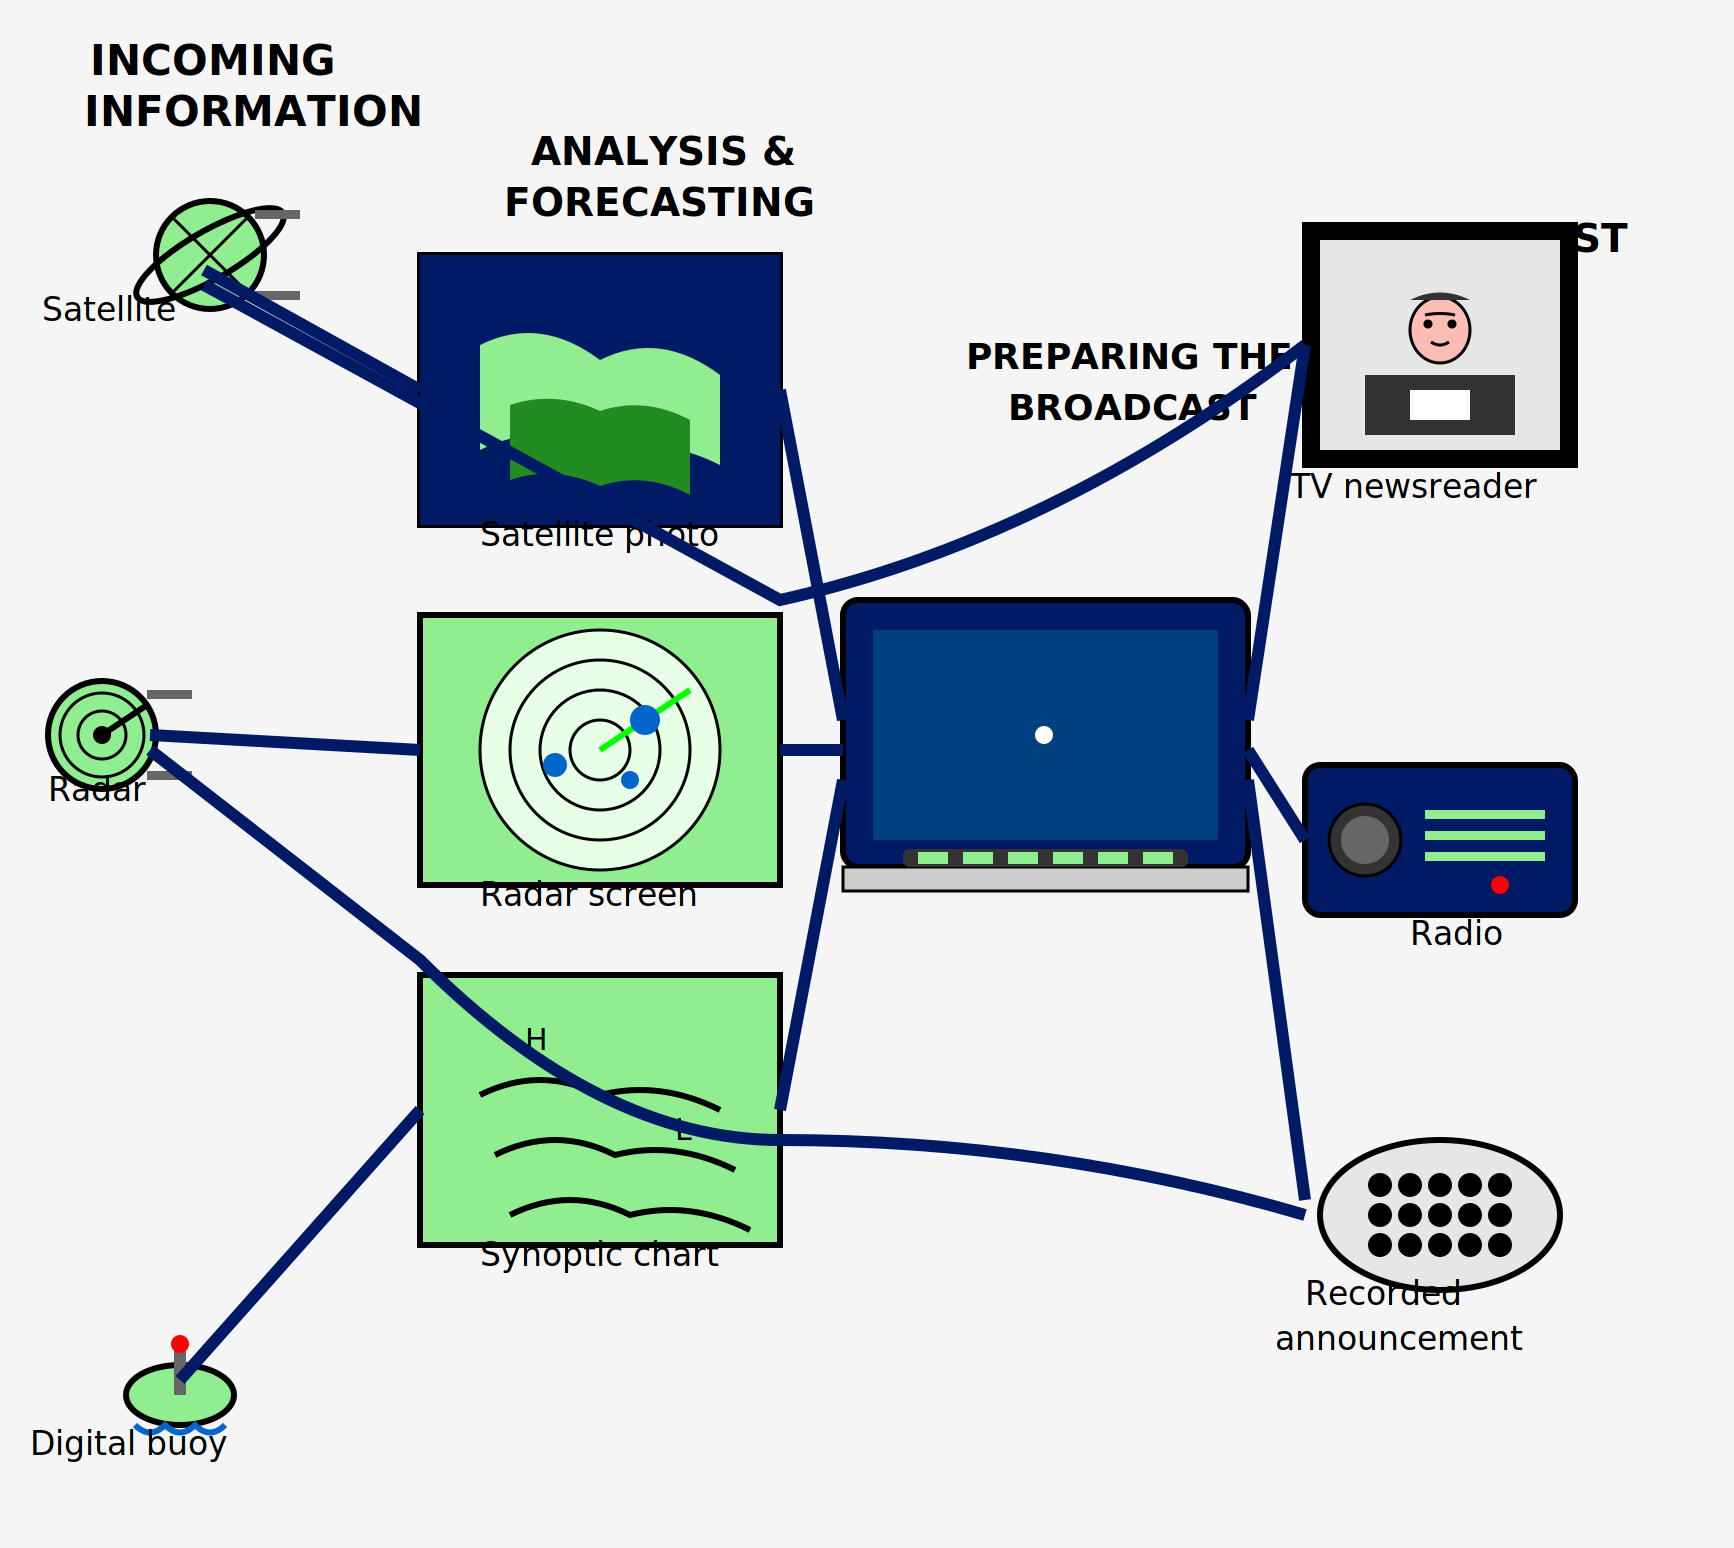 INCOMING
INFORMATION
ANALYSIS &
FORECASTING
ST
Satellite
PREPARING THE
BROADCAST
TV newsreader
Satellite photo
Radar
Radar screen
Radio
H
L
Synoptic chart
Recorded
announcement
Digital buoy